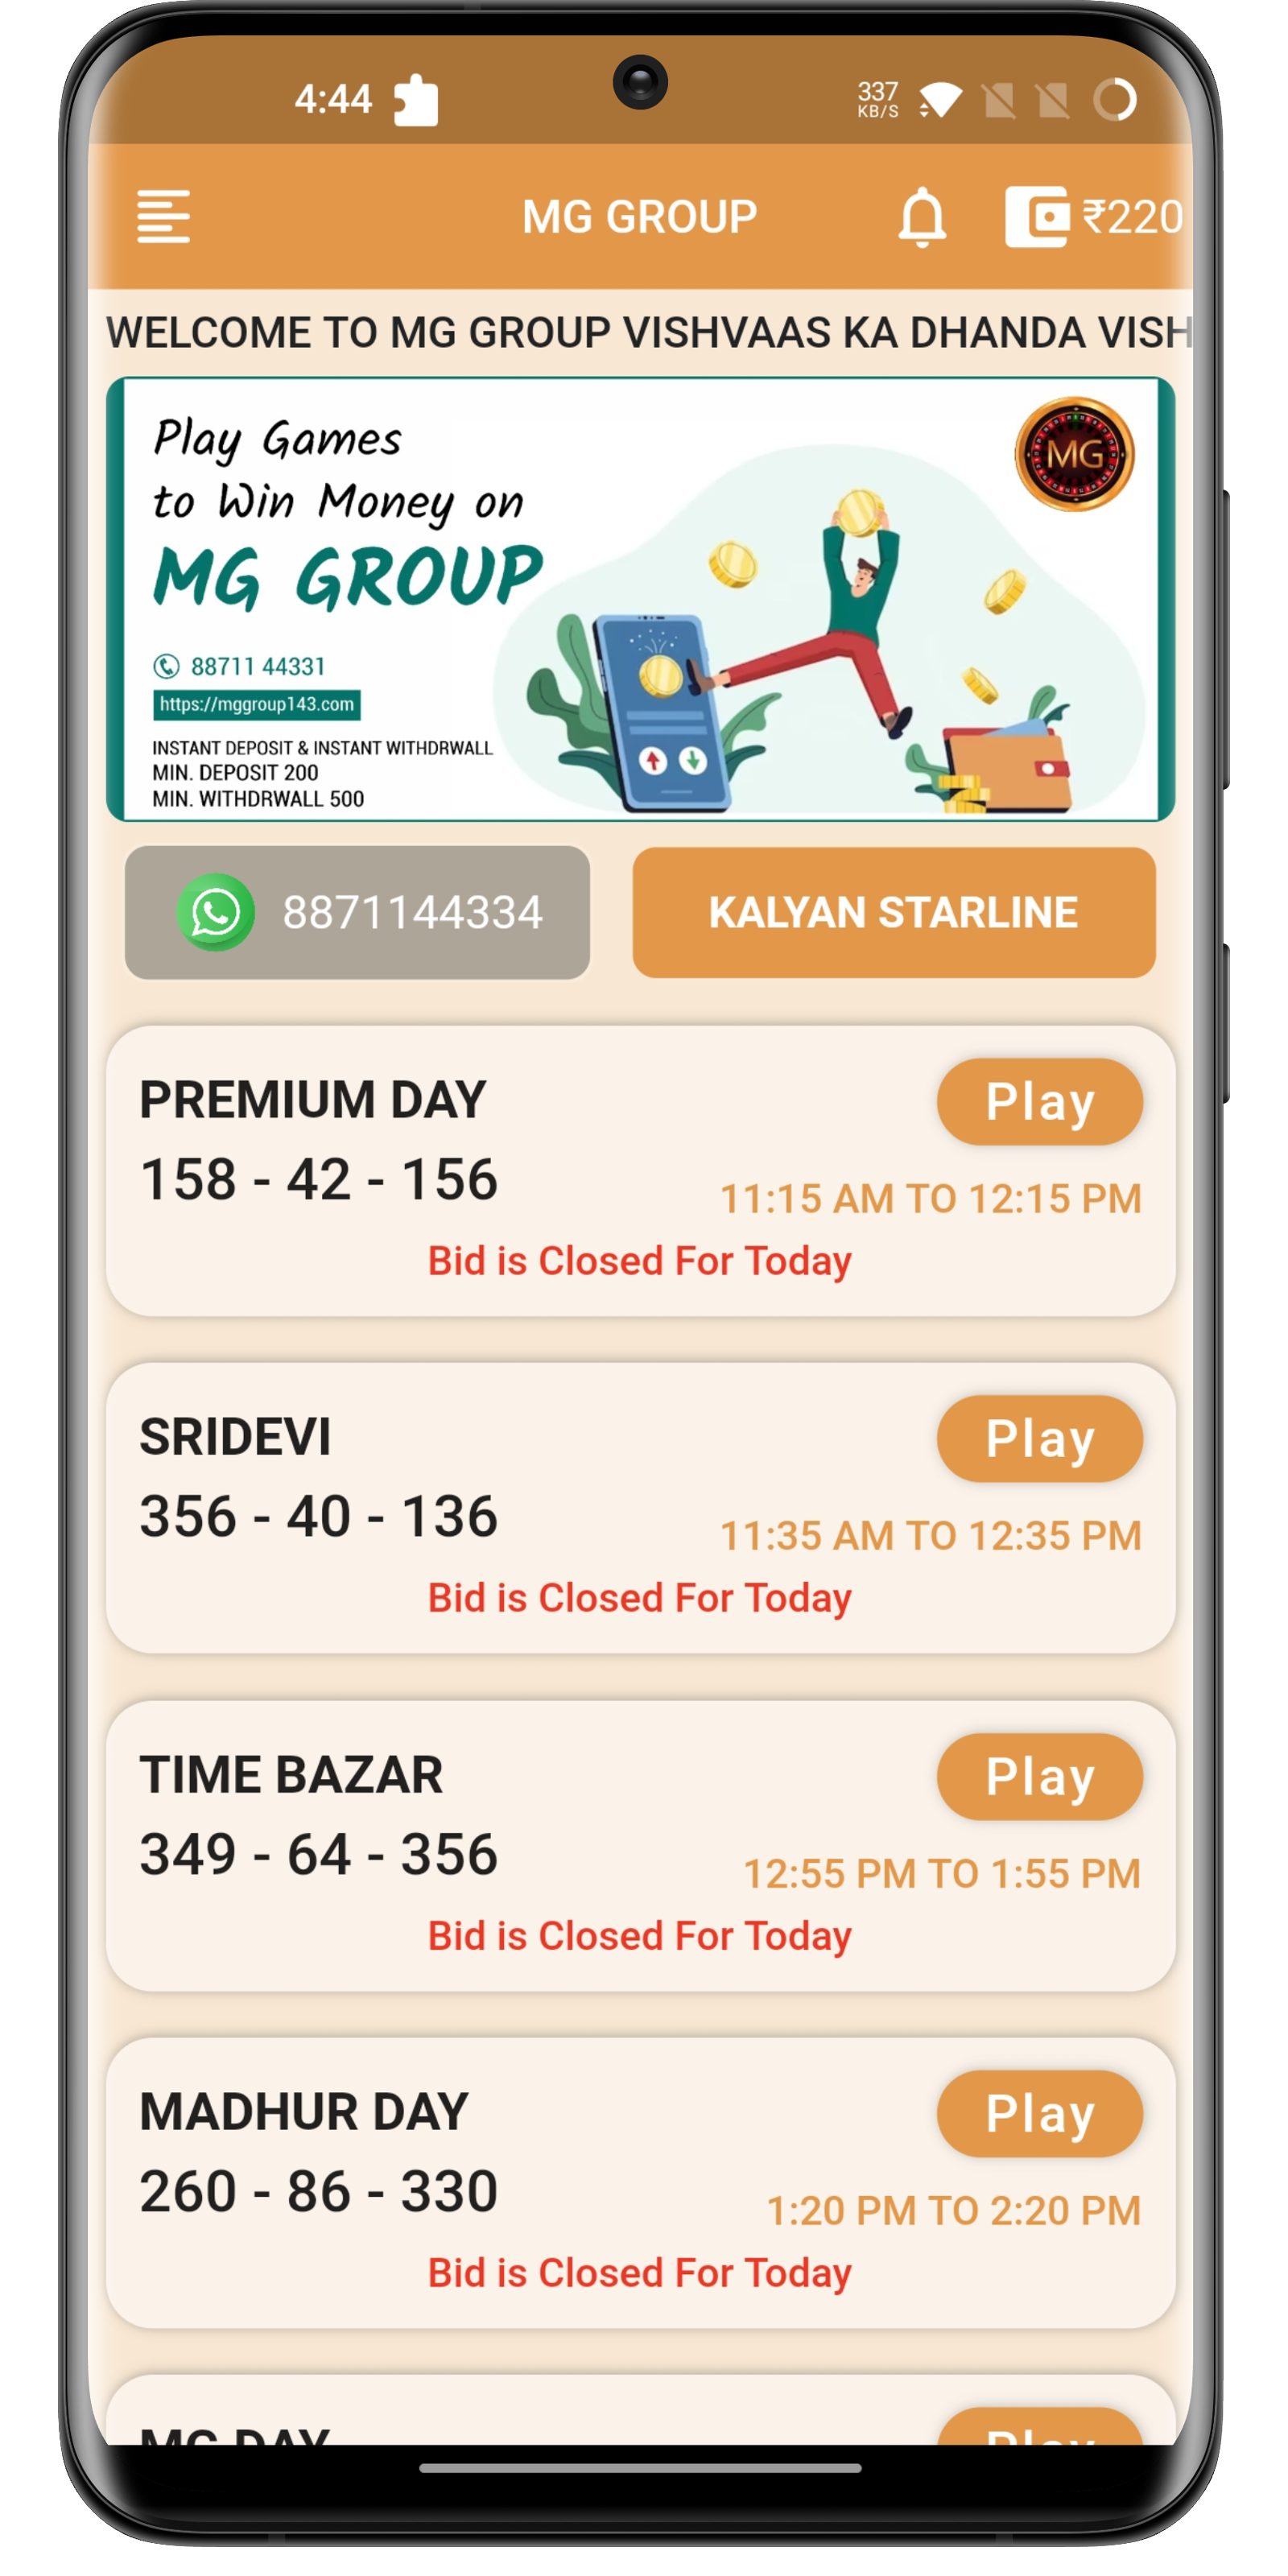 4:44
337
KB/S
MG GROUP
₹220
WELCOME TO MG GROUP VISHVAAS KA DHANDA VISH
Play Games
to Win Money on
MG GROUP
MG
88711 44331
https://mggroup143.com
INSTANT DEPOSIT & INSTANT WITHDRWALL
MIN. DEPOSIT 200
MIN. WITHDRWALL 500
8871144334
KALYAN STARLINE
PREMIUM DAY
Play
158 - 42 - 156
11:15 AM TO 12:15 PM
Bid is Closed For Today
SRIDEVI
Play
356 - 40 - 136
11:35 AM TO 12:35 PM
Bid is Closed For Today
TIME BAZAR
Play
349 - 64 - 356
12:55 PM TO 1:55 PM
Bid is Closed For Today
MADHUR DAY
Play
260 - 86 - 330
1:20 PM TO 2:20 PM
Bid is Closed For Today
MG DAY
Play